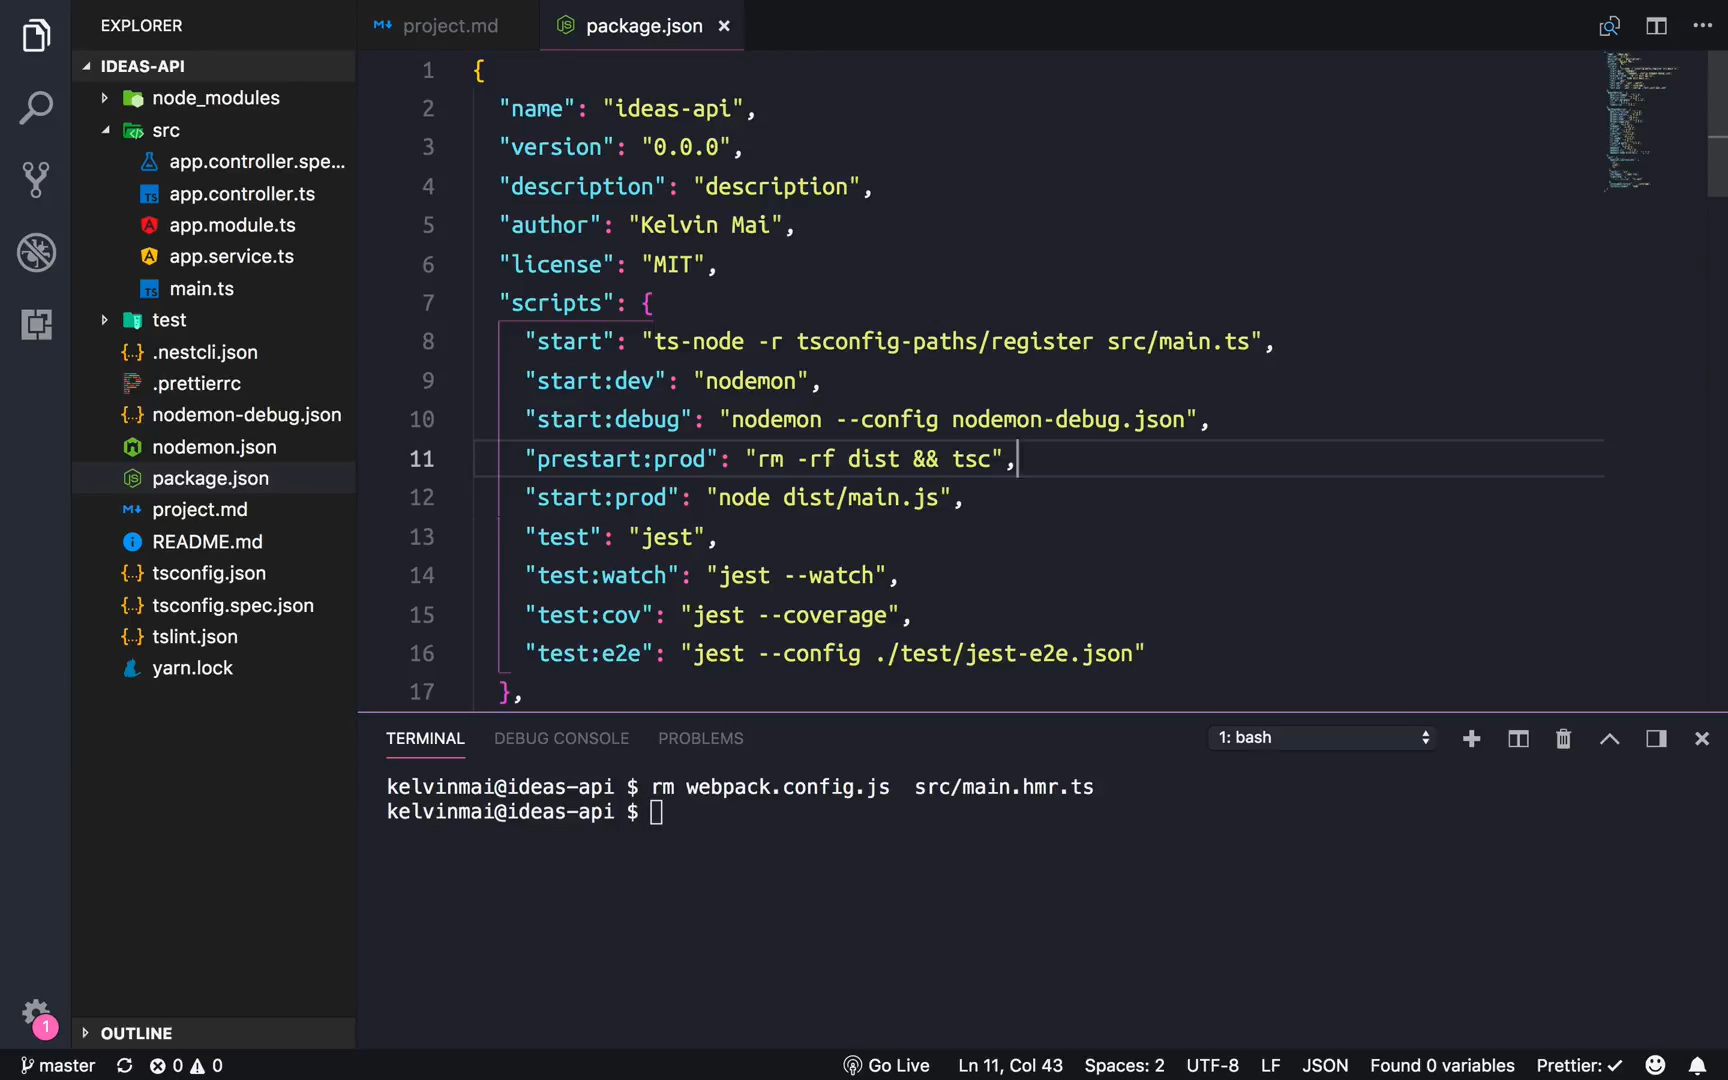 EXPLORER
IDEAS-API
node_modules
src
app.controller.spe...
app.controller.ts
app.module.ts
app.service.ts
main.ts
test
.nestcli.json
.prettierrc
nodemon-debug.json
nodemon.json
package.json
project.md
README.md
tsconfig.json
tsconfig.spec.json
tslint.json
yarn.lock
OUTLINE
1
project.md
package.json
1 {
2 "name": "ideas-api",
3 "version": "0.0.0",
4 "description": "description",
5 "author": "Kelvin Mai",
6 "license": "MIT",
7 "scripts": {
8 "start": "ts-node -r tsconfig-paths/register src/main.ts",
9 "start:dev": "nodemon",
10 "start:debug": "nodemon --config nodemon-debug.json",
11 "prestart:prod": "rm -rf dist && tsc",
12 "start:prod": "node dist/main.js",
13 "test": "jest",
14 "test:watch": "jest --watch",
15 "test:cov": "jest --coverage",
16 "test:e2e": "jest --config ./test/jest-e2e.json"
17 },
TERMINAL DEBUG CONSOLE PROBLEMS 1: bash
kelvinmai@ideas-api $ rm webpack.config.js  src/main.hmr.ts
kelvinmai@ideas-api $
master 0 0 Go Live Ln 11, Col 43 Spaces: 2 UTF-8 LF JSON Found 0 variables Prettier: ✓